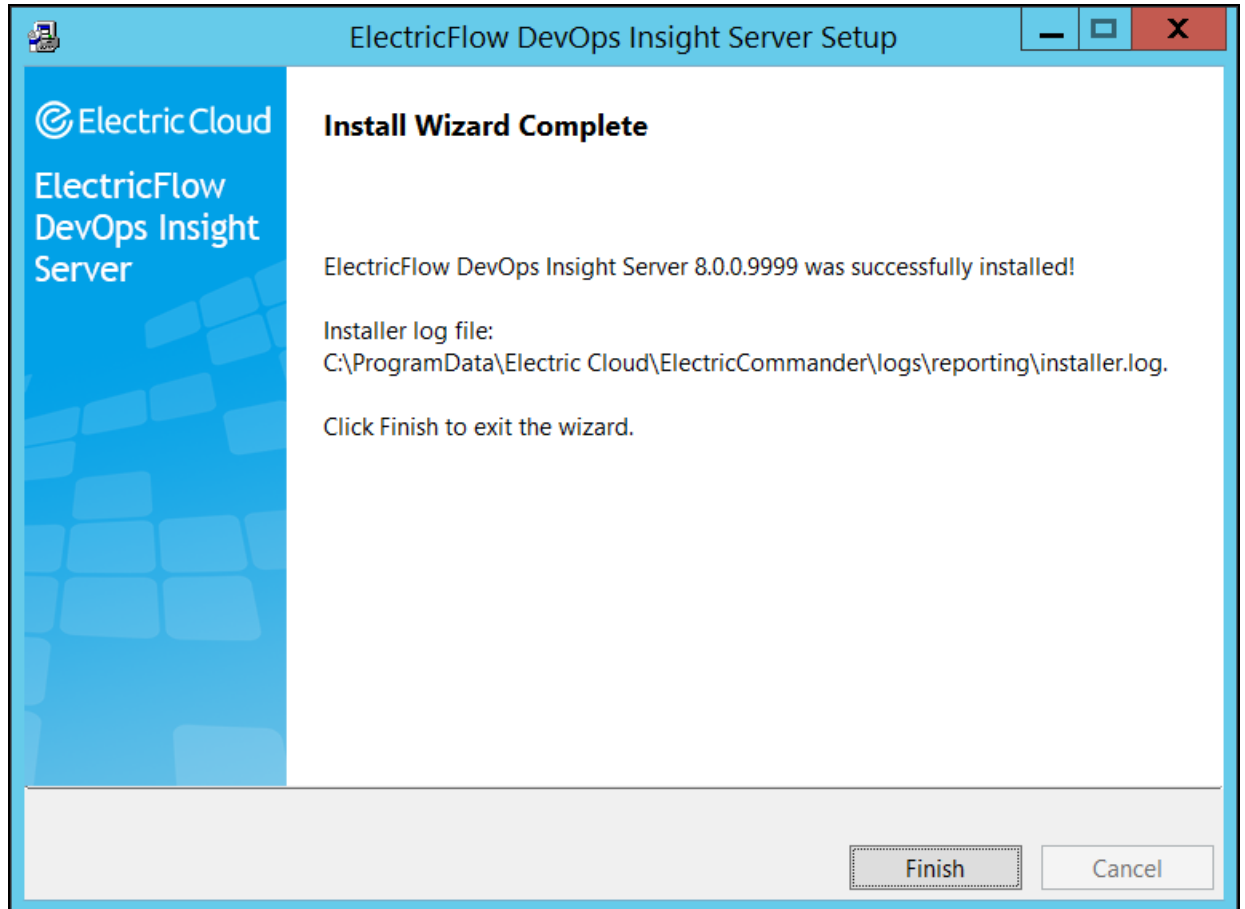 ElectricFlow DevOps Insight Server Setup
X
Electric Cloud
ElectricFlow
DevOps Insight
Server
Install Wizard Complete
ElectricFlow DevOps Insight Server 8.0.0.9999 was successfully installed!
Installer log file:
C:\ProgramData\Electric Cloud\ElectricCommander\logs\reporting\installer.log.
Click Finish to exit the wizard.
Finish
Cancel